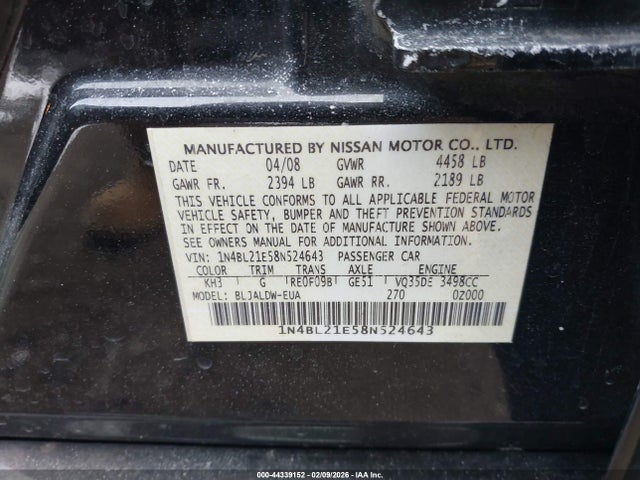 MANUFACTURED BY NISSAN MOTOR CO., LTD.
DATE 04/08 GVWR 4458 LB
GAWR FR. 2394 LB GAWR RR. 2189 LB
THIS VEHICLE CONFORMS TO ALL APPLICABLE FEDERAL MOTOR
VEHICLE SAFETY, BUMPER AND THEFT PREVENTION STANDARDS
IN EFFECT ON THE DATE OF MANUFACTURE SHOWN ABOVE.
SEE OWNERS MANUAL FOR ADDITIONAL INFORMATION.
VIN: 1N4BL21E58N524643 PASSENGER CAR
COLOR TRIM TRANS AXLE ENGINE
KH3 G RE0F09B GE51 VQ35DE 3498CC
MODEL: BLJALDW-EUA 270 0Z000
1N4BL21E58N524643
000-44339152 - 02/09/2026 - IAA Inc.